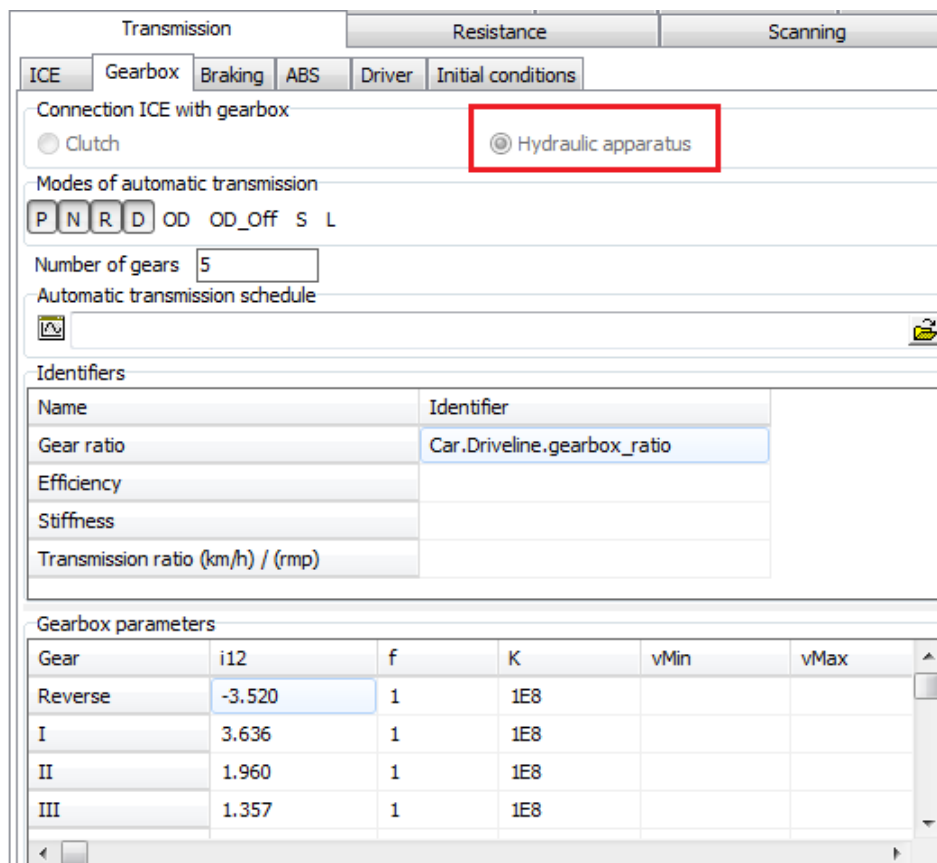 Transmission Resistance Scanning
ICE Gearbox Braking ABS Driver Initial conditions
Connection ICE with gearbox
Clutch Hydraulic apparatus
Modes of automatic transmission
P N R D OD OD_Off S L
Number of gears 5
Automatic transmission schedule
Identifiers
Name Identifier
Gear ratio Car.Driveline.gearbox_ratio
Efficiency
Stiffness
Transmission ratio (km/h) / (rmp)
Gearbox parameters
Gear i12 f K vMin vMax
Reverse -3.520 1 1E8
I 3.636 1 1E8
II 1.960 1 1E8
III 1.357 1 1E8